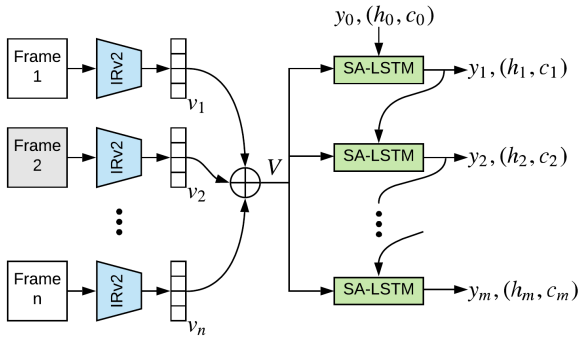 y₀, (h₀, c₀)
Frame 1
IRv2
v₁
SA-LSTM
y₁, (h₁, c₁)
Frame 2
IRv2
v₂
V
SA-LSTM
y₂, (h₂, c₂)
Frame n
IRv2
vₙ
SA-LSTM
yₘ, (hₘ, cₘ)